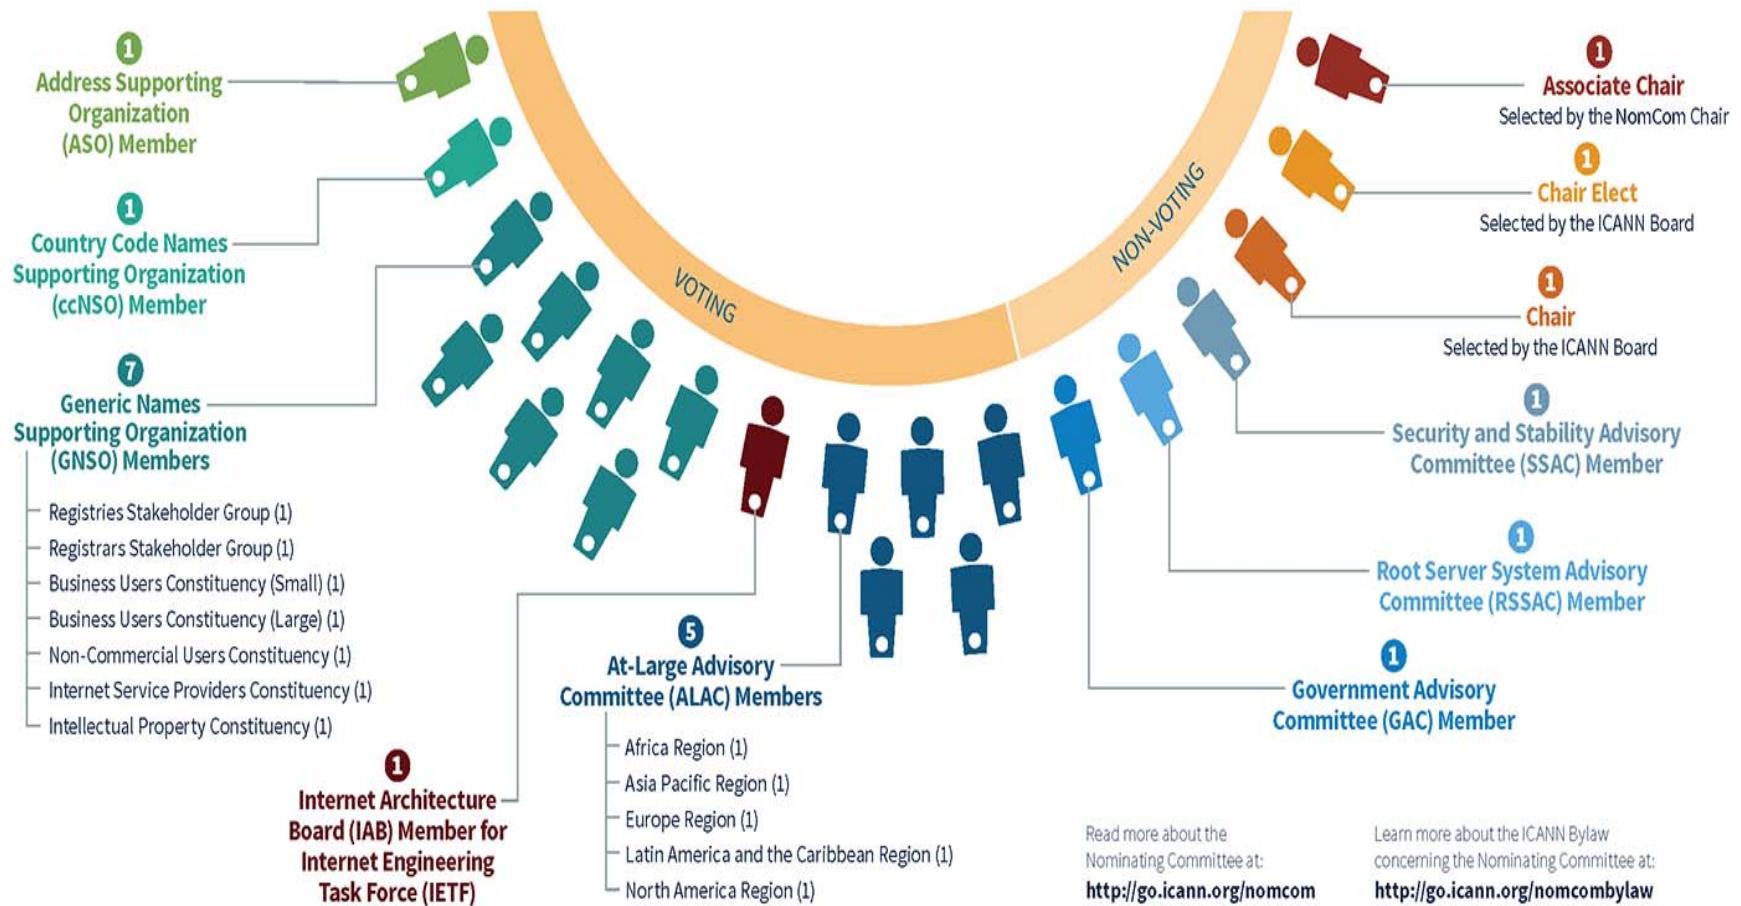 1
Address Supporting
Organization
(ASO) Member
1
Country Code Names
Supporting Organization
(ccNSO) Member
7
Generic Names
Supporting Organization
(GNSO) Members
Registries Stakeholder Group (1)
Registrars Stakeholder Group (1)
Business Users Constituency (Small) (1)
Business Users Constituency (Large) (1)
Non-Commercial Users Constituency (1)
Internet Service Providers Constituency (1)
Intellectual Property Constituency (1)
1
Internet Architecture
Board (IAB) Member for
Internet Engineering
Task Force (IETF)
VOTING
NON-VOTING
5
At-Large Advisory
Committee (ALAC) Members
Africa Region (1)
Asia Pacific Region (1)
Europe Region (1)
Latin America and the Caribbean Region (1)
North America Region (1)
1
Associate Chair
Selected by the NomCom Chair
1
Chair Elect
Selected by the ICANN Board
1
Chair
Selected by the ICANN Board
1
Security and Stability Advisory
Committee (SSAC) Member
1
Root Server System Advisory
Committee (RSSAC) Member
1
Government Advisory
Committee (GAC) Member
Read more about the
Nominating Committee at:
http://go.icann.org/nomcom
Learn more about the ICANN Bylaw
concerning the Nominating Committee at:
http://go.icann.org/nomcombylaw